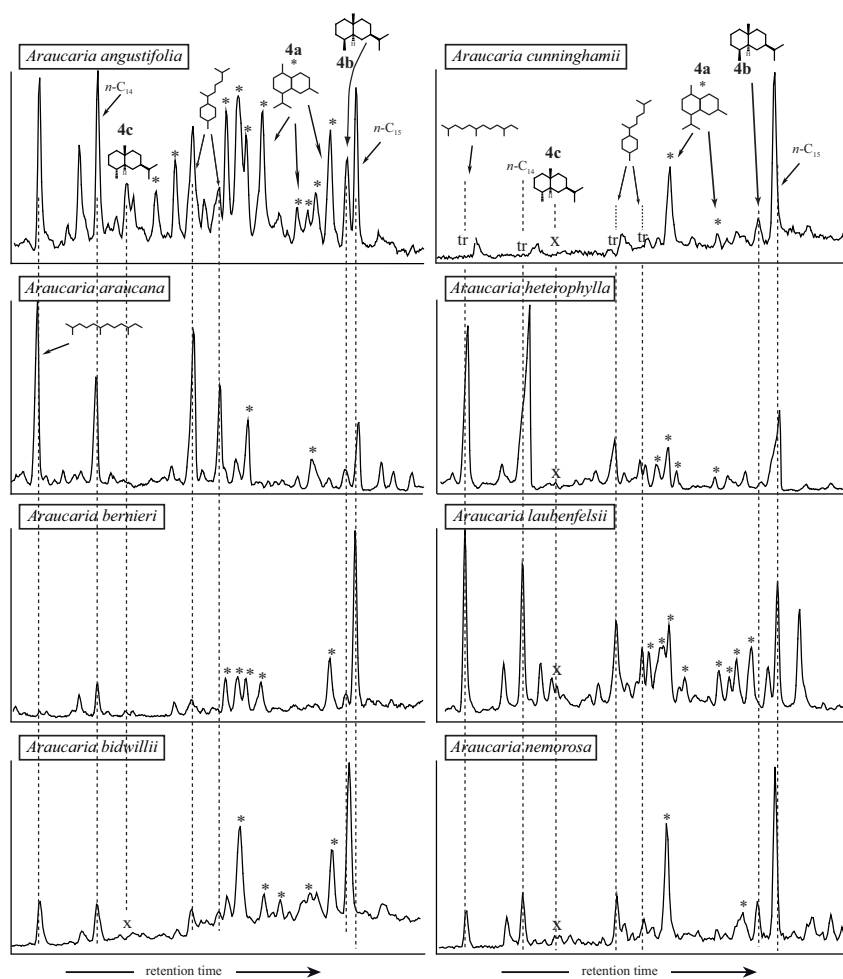 Araucaria angustifolia
4a
*
4b
H
n-C14
4c
H
n-C15
* * * * * * * * * *
Araucaria cunninghamii
4b
H
4a
*
n-C14
4c
H
n-C15
* *
tr tr x tr tr
Araucaria araucana
* *
Araucaria heterophylla
x * * * *
Araucaria bernieri
* * * * *
Araucaria laubenfelsii
x * * * * * * * * *
Araucaria bidwillii
x * * * * *
Araucaria nemorosa
x * *
retention time
retention time